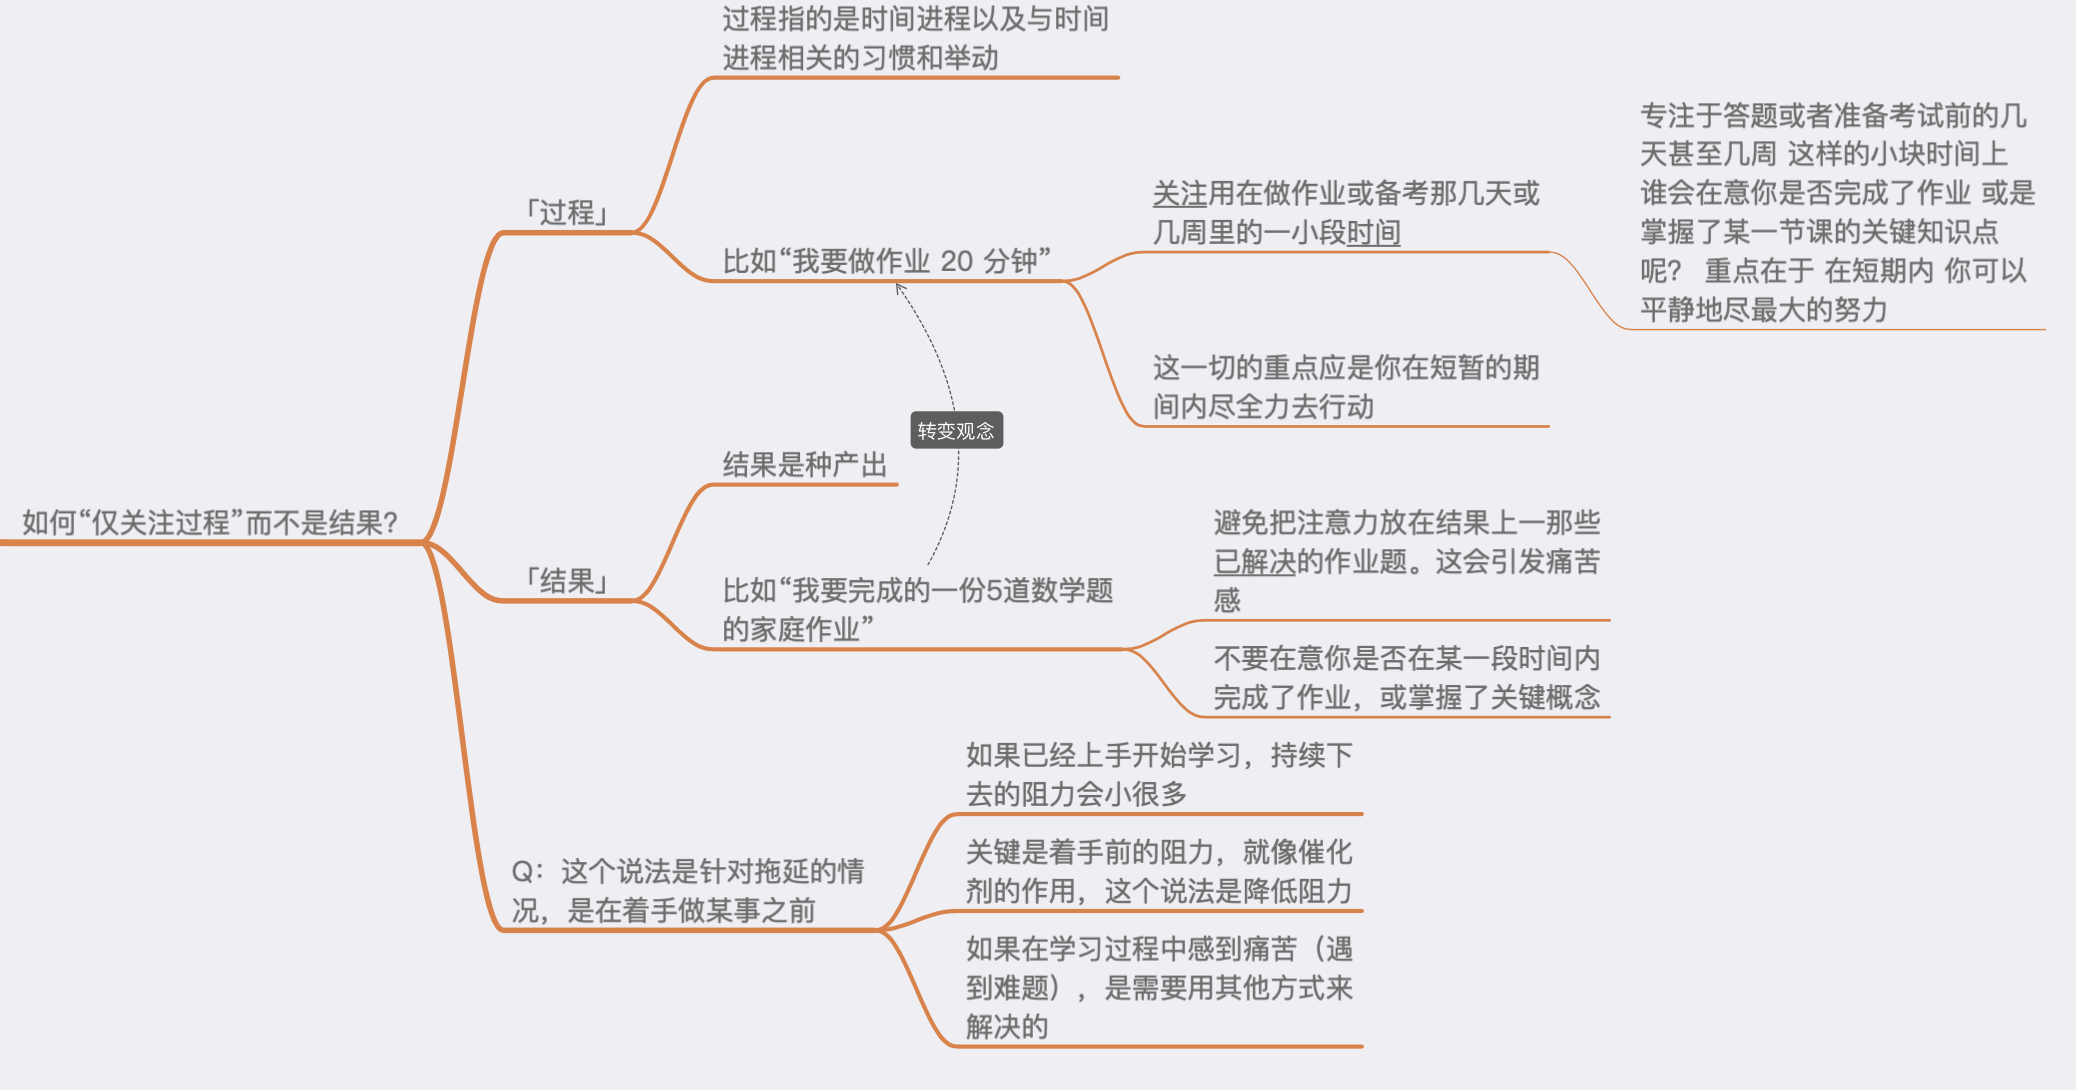 过程指的是时间进程以及与时间
进程相关的习惯和举动
专注于答题或者准备考试前的几
天甚至几周 这样的小块时间上
谁会在意你是否完成了作业 或是
掌握了某一节课的关键知识点
呢? 重点在于 在短期内 你可以
平静地尽最大的努力
关注用在做作业或备考那几天或
几周里的一小段时间
「过程」
比如“我要做作业 20 分钟”
这一切的重点应是你在短暂的期
间内尽全力去行动
转变观念
结果是种产出
如何“仅关注过程”而不是结果?
避免把注意力放在结果上一那些
已解决的作业题。这会引发痛苦
感
「结果」
比如“我要完成的一份5道数学题
的家庭作业”
不要在意你是否在某一段时间内
完成了作业，或掌握了关键概念
如果已经上手开始学习，持续下
去的阻力会小很多
Q：这个说法是针对拖延的情
况，是在着手做某事之前
关键是着手前的阻力，就像催化
剂的作用，这个说法是降低阻力
如果在学习过程中感到痛苦（遇
到难题），是需要用其他方式来
解决的